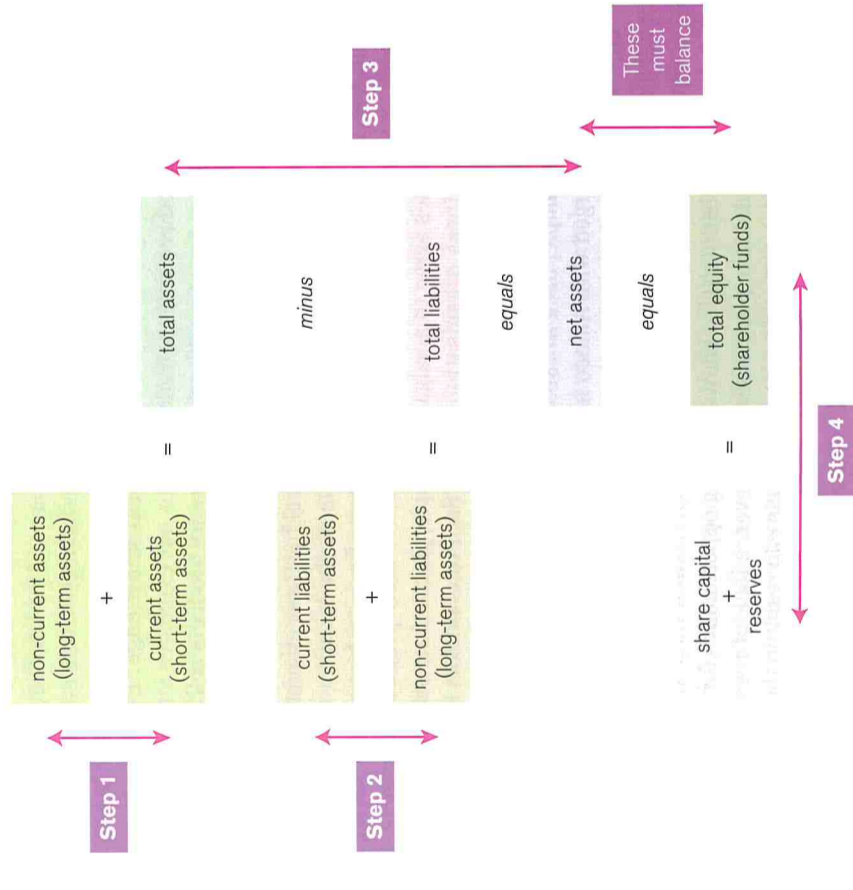 Step 1
non-current assets
(long-term assets)
+
current assets
(short-term assets)
=
total assets
minus
Step 2
current liabilities
(short-term assets)
+
non-current liabilities
(long-term assets)
=
total liabilities
equals
net assets
Step 3
equals
share capital
+
reserves
=
total equity
(shareholder funds)
These
must
balance
Step 4